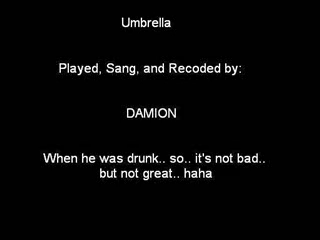 Umbrella
Played, Sang, and Recoded by:
DAMION
When he was drunk.. so.. it's not bad..
but not great.. haha